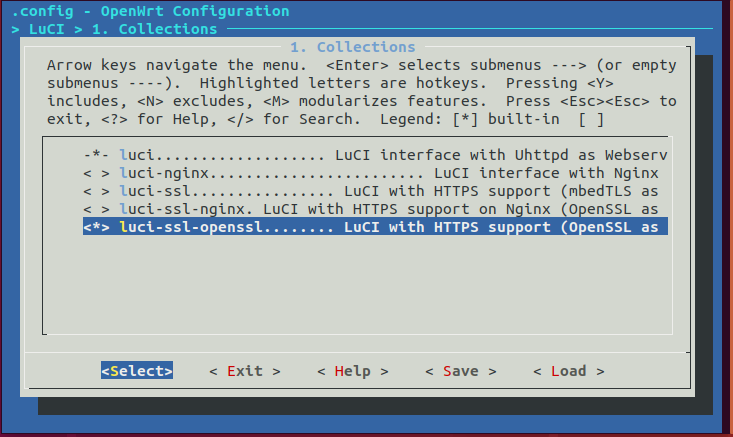 .config - OpenWrt Configuration
> LuCI > 1. Collections
1. Collections
Arrow keys navigate the menu.  <Enter> selects submenus ---> (or empty
submenus ----).  Highlighted letters are hotkeys.  Pressing <Y>
includes, <N> excludes, <M> modularizes features.  Press <Esc><Esc> to
exit, <?> for Help, </> for Search.  Legend: [*] built-in  [ ]
-*- luci................... LuCI interface with Uhttpd as Webserv
< > luci-nginx........................ LuCI interface with Nginx
< > luci-ssl................ LuCI with HTTPS support (mbedTLS as
< > luci-ssl-nginx. LuCI with HTTPS support on Nginx (OpenSSL as
<*> luci-ssl-openssl........ LuCI with HTTPS support (OpenSSL as
<Select>    < Exit >    < Help >    < Save >    < Load >